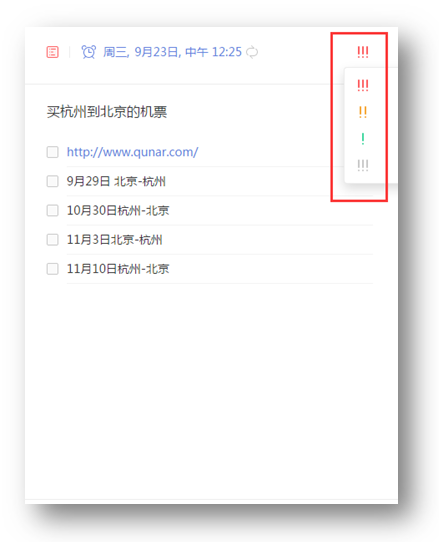 周三, 9月23日, 中午 12:25
!!!
!!!
!!
!
!!!
买杭州到北京的机票
http://www.qunar.com/
9月29日 北京-杭州
10月30日杭州-北京
11月3日北京-杭州
11月10日杭州-北京